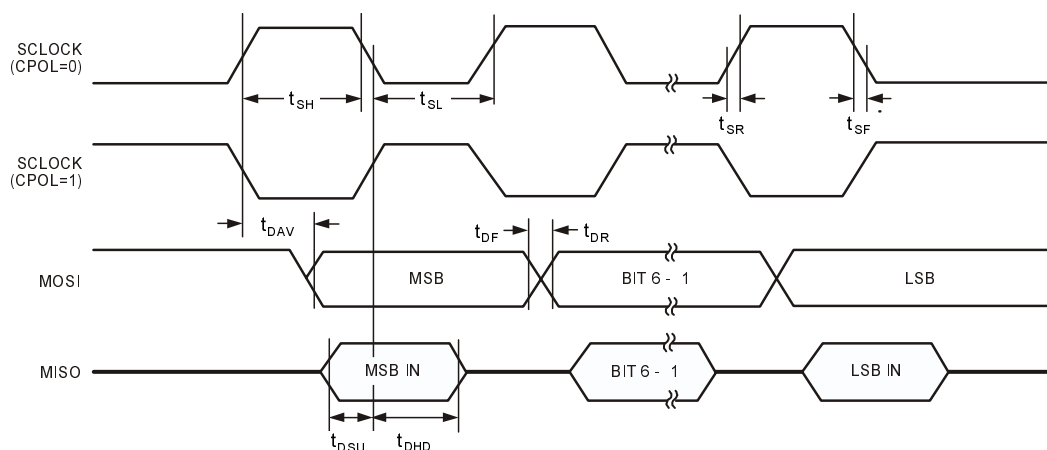 SCLOCK
(CPOL=0)
tSH
tSL
tSR
tSF
SCLOCK
(CPOL=1)
tDAV
tDF
tDR
MOSI
MSB
BIT 6 - 1
LSB
MISO
MSB IN
BIT 6 - 1
LSB IN
tDSU
tDHD